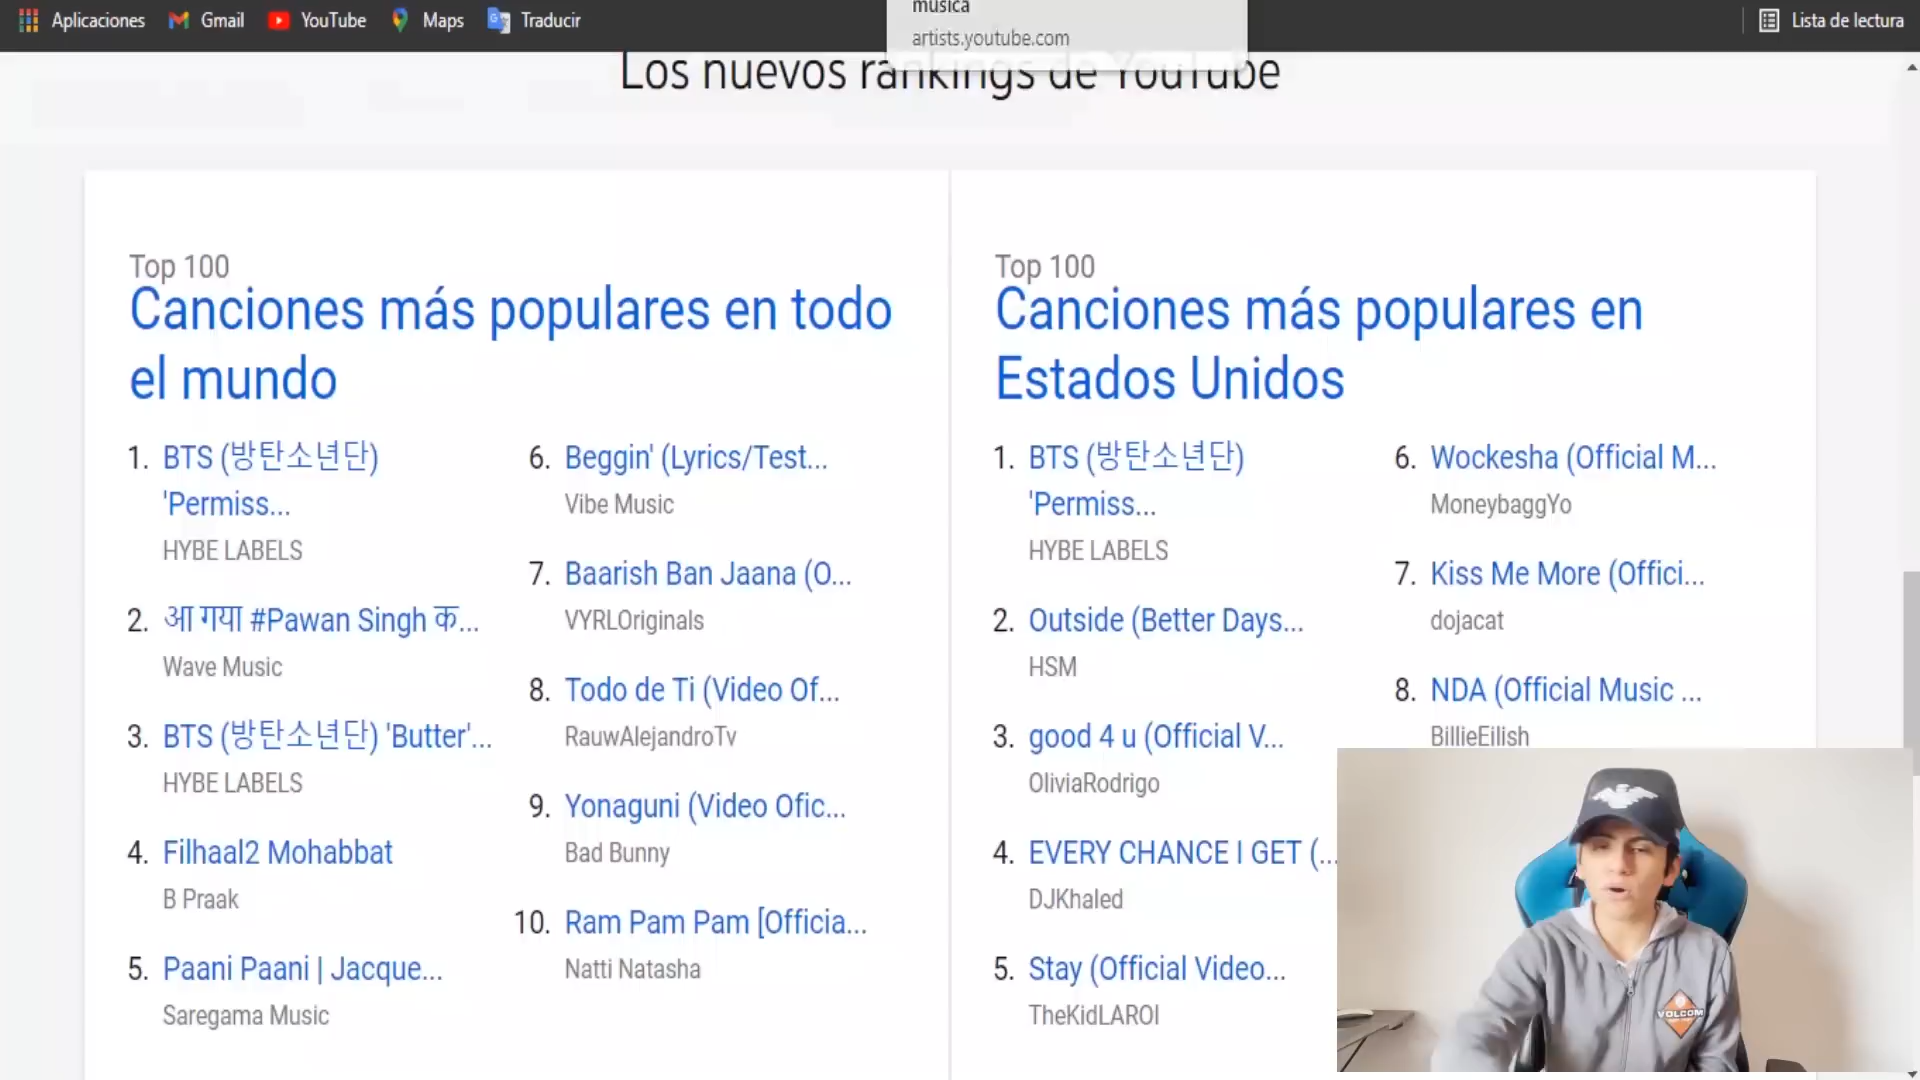 Aplicaciones
Gmail
YouTube
Maps
Traducir
música
artists.youtube.com
Lista de lectura
Los nuevos rankings de YouTube
Top 100
Canciones más populares en todo
el mundo
1. BTS (방탄소년단)
'Permiss...
HYBE LABELS
2. आ गया #Pawan Singh क...
Wave Music
3. BTS (방탄소년단) 'Butter'...
HYBE LABELS
4. Filhaal2 Mohabbat
B Praak
5. Paani Paani | Jacque...
Saregama Music
6. Beggin' (Lyrics/Test...
Vibe Music
7. Baarish Ban Jaana (O...
VYRLOriginals
8. Todo de Ti (Video Of...
RauwAlejandroTv
9. Yonaguni (Video Ofic...
Bad Bunny
10. Ram Pam Pam [Officia...
Natti Natasha
Top 100
Canciones más populares en
Estados Unidos
1. BTS (방탄소년단)
'Permiss...
HYBE LABELS
2. Outside (Better Days...
HSM
3. good 4 u (Official V...
OliviaRodrigo
4. EVERY CHANCE I GET (...
DJKhaled
5. Stay (Official Video...
TheKidLAROI
6. Wockesha (Official M...
MoneybaggYo
7. Kiss Me More (Offici...
dojacat
8. NDA (Official Music ...
BillieEilish
VOLCOM